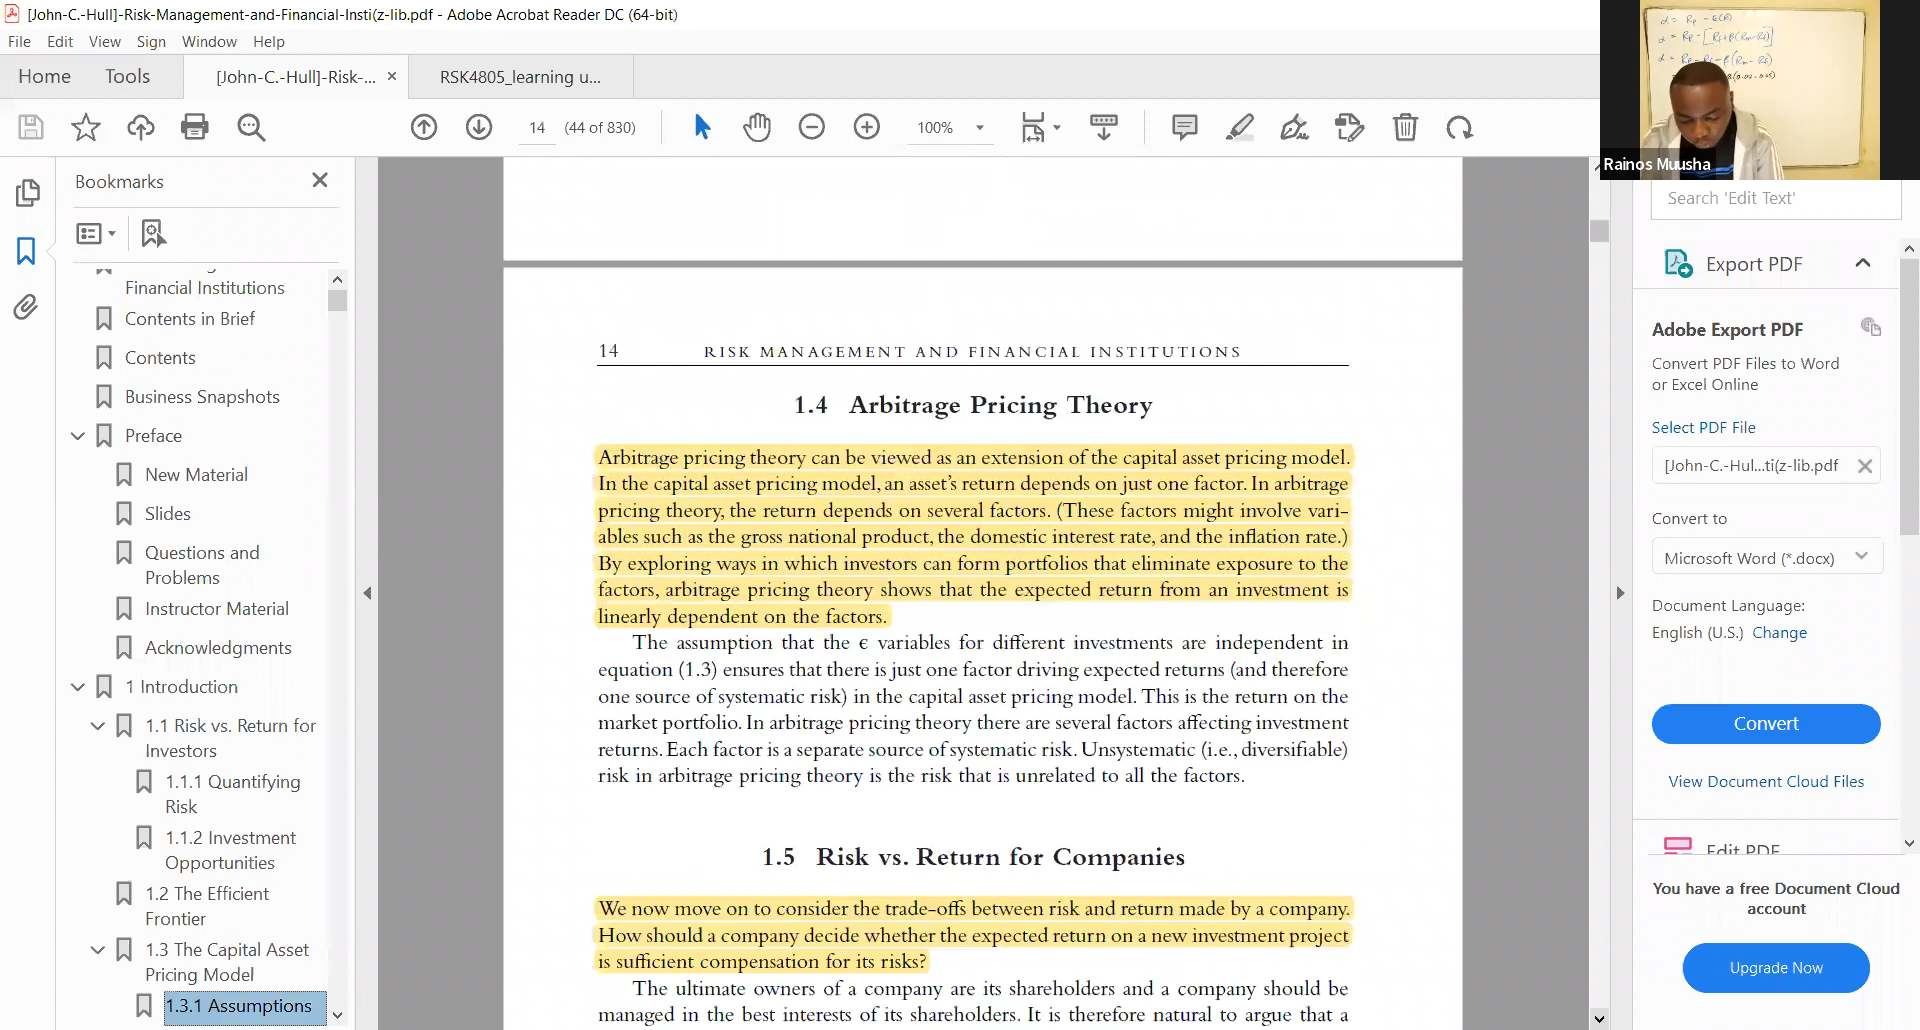 [John-C.-Hull]-Risk-Management-and-Financial-Insti(z-lib.pdf - Adobe Acrobat Reader DC (64-bit)
File Edit View Sign Window Help
Home Tools [John-C.-Hull]-Risk-... × RSK4805_learning u...
14 (44 of 830) 100%
Bookmarks
Financial Institutions
Contents in Brief
Contents
Business Snapshots
Preface
New Material
Slides
Questions and
Problems
Instructor Material
Acknowledgments
1 Introduction
1.1 Risk vs. Return for
Investors
1.1.1 Quantifying
Risk
1.1.2 Investment
Opportunities
1.2 The Efficient
Frontier
1.3 The Capital Asset
Pricing Model
1.3.1 Assumptions
14 RISK MANAGEMENT AND FINANCIAL INSTITUTIONS
1.4 Arbitrage Pricing Theory
Arbitrage pricing theory can be viewed as an extension of the capital asset pricing model.
In the capital asset pricing model, an asset's return depends on just one factor. In arbitrage
pricing theory, the return depends on several factors. (These factors might involve vari-
ables such as the gross national product, the domestic interest rate, and the inflation rate.)
By exploring ways in which investors can form portfolios that eliminate exposure to the
factors, arbitrage pricing theory shows that the expected return from an investment is
linearly dependent on the factors.
The assumption that the ϵ variables for different investments are independent in
equation (1.3) ensures that there is just one factor driving expected returns (and therefore
one source of systematic risk) in the capital asset pricing model. This is the return on the
market portfolio. In arbitrage pricing theory there are several factors affecting investment
returns. Each factor is a separate source of systematic risk. Unsystematic (i.e., diversifiable)
risk in arbitrage pricing theory is the risk that is unrelated to all the factors.
1.5 Risk vs. Return for Companies
We now move on to consider the trade-offs between risk and return made by a company.
How should a company decide whether the expected return on a new investment project
is sufficient compensation for its risks?
The ultimate owners of a company are its shareholders and a company should be
managed in the best interests of its shareholders. It is therefore natural to argue that a
α = Rp - E(R)
α = Rp - [Rf + β(Rm - Rf)]
α = Rp - Rf - β(Rm - Rf)
Rainos Muusha
Search 'Edit Text'
Export PDF
Adobe Export PDF
Convert PDF Files to Word
or Excel Online
Select PDF File
[John-C.-Hul...ti(z-lib.pdf
Convert to
Microsoft Word (*.docx)
Document Language:
English (U.S.) Change
Convert
View Document Cloud Files
Edit PDF
You have a free Document Cloud
account
Upgrade Now